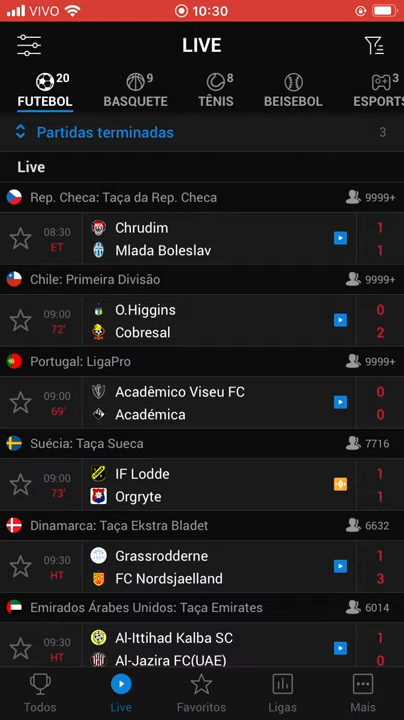 VIVO 10:30
LIVE
20 9 8 3
FUTEBOL BASQUETE TÊNIS BEISEBOL ESPORTS
Partidas terminadas 3
Live
Rep. Checa: Taça da Rep. Checa 9999+
08:30 Chrudim 1
ET Mlada Boleslav 1
Chile: Primeira Divisão 9999+
09:00 O.Higgins 0
72' Cobresal 2
Portugal: LigaPro 9999+
09:00 Acadêmico Viseu FC 0
69' Académica 0
Suécia: Taça Sueca 7716
09:00 IF Lodde 1
73' Orgryte 1
Dinamarca: Taça Ekstra Bladet 6632
09:30 Grassrodderne 1
HT FC Nordsjaelland 3
Emirados Árabes Unidos: Taça Emirates 6014
09:30 Al-Ittihad Kalba SC 1
HT Al-Jazira FC(UAE) 0
Todos Live Favoritos Ligas Mais